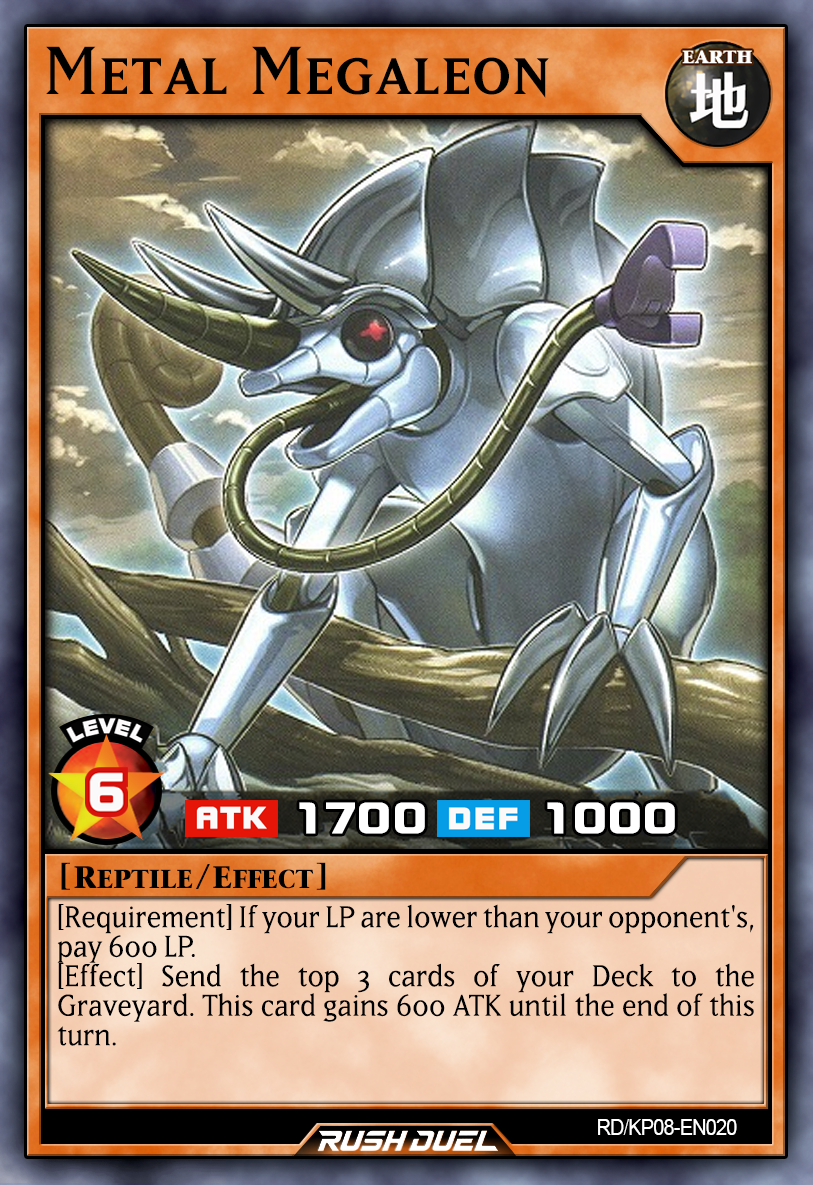 METAL MEGALEON
EARTH
地
LEVEL
6
ATK 1700 DEF 1000
[REPTILE/EFFECT]
[Requirement] If your LP are lower than your opponent's,
pay 600 LP.
[Effect] Send the top 3 cards of your Deck to the
Graveyard. This card gains 600 ATK until the end of this
turn.
RD/KP08-EN020
RUSH DUEL